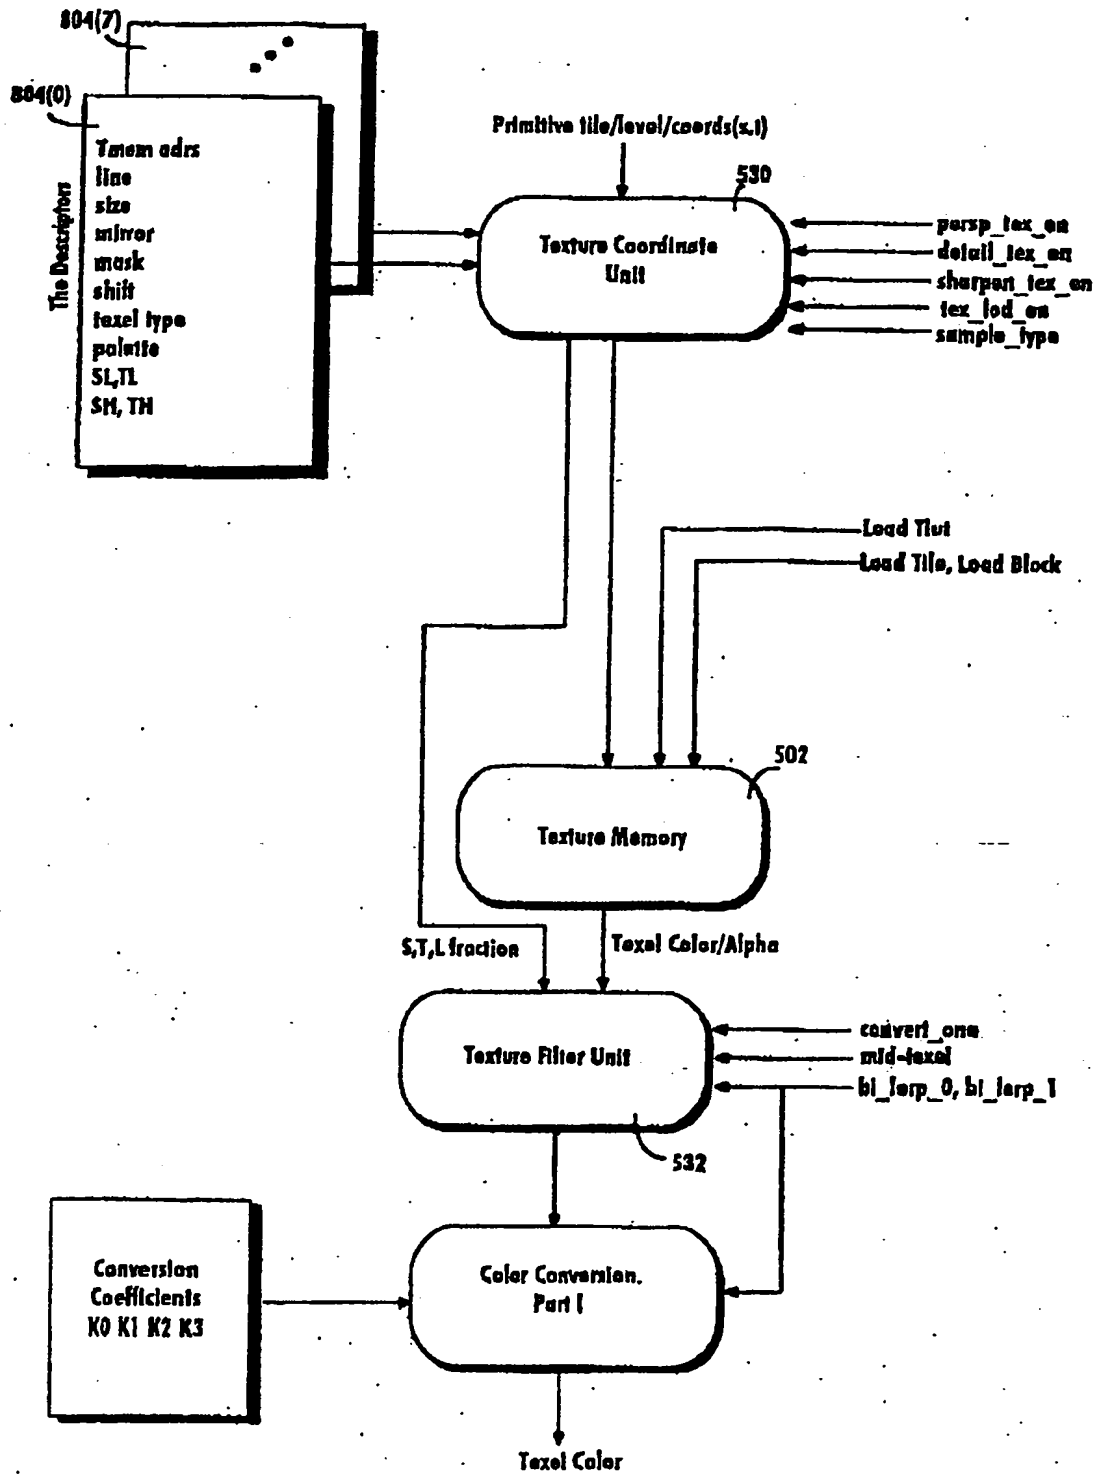 804(7)
804(0)
Tmem adrs
line
size
mirror
mask
shift
texel type
palette
SL,TL
SH, TH
The Descriptors
Primitive tile/level/coords(s,t)
530
Texture Coordinate
Unit
persp_tex_en
detail_tex_en
sharpen_tex_en
tex_lod_en
sample_type
Load Tlut
Load Tile, Load Block
502
Texture Memory
S,T,L fraction
Texel Color/Alpha
Texture Filter Unit
convert_one
mid-texel
bi_lerp_0, bi_lerp_1
532
Conversion
Coefficients
K0 K1 K2 K3
Color Conversion.
Part I
Texel Color